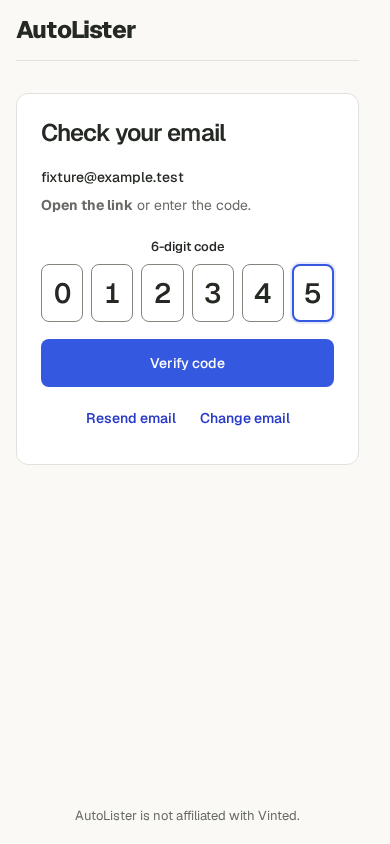 AutoLister
Check your email
fixture@example.test
Open the link or enter the code.
6-digit code
0 1 2 3 4 5
Verify code
Resend email Change email
AutoLister is not affiliated with Vinted.